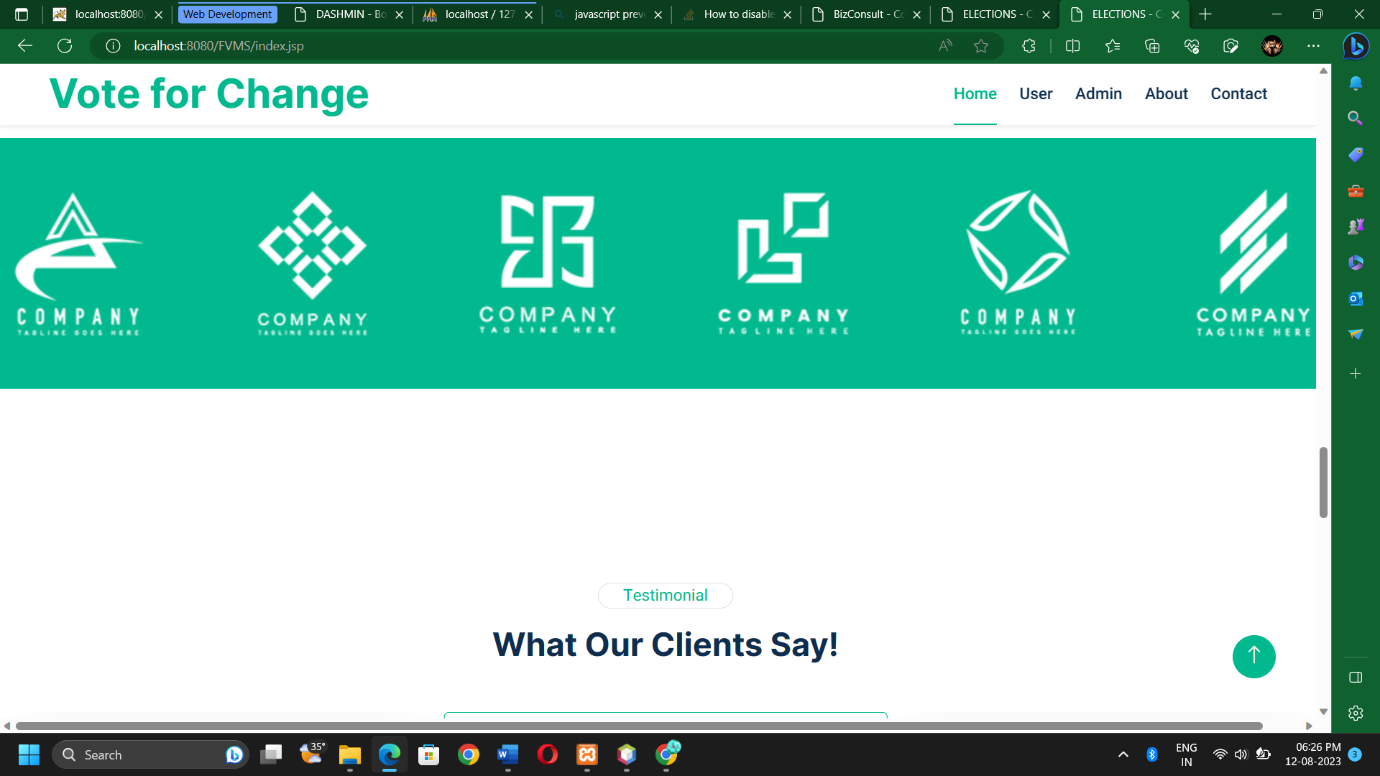 localhost:8080/
Web Development
DASHMIN - Bo
localhost / 127
javascript prev
How to disable
BizConsult - Co
ELECTIONS - C
ELECTIONS - C
localhost:8080/FVMS/index.jsp
Vote for Change
Home User Admin About Contact
COMPANY
TAGLINE GOES HERE
COMPANY
TAGLINE GOES HERE
COMPANY
TAGLINE HERE
COMPANY
TAGLINE HERE
COMPANY
TAGLINE GOES HERE
COMPANY
TAGLINE HERE
Testimonial
What Our Clients Say!
Search
35°
ENG
IN
06:26 PM
12-08-2023
3